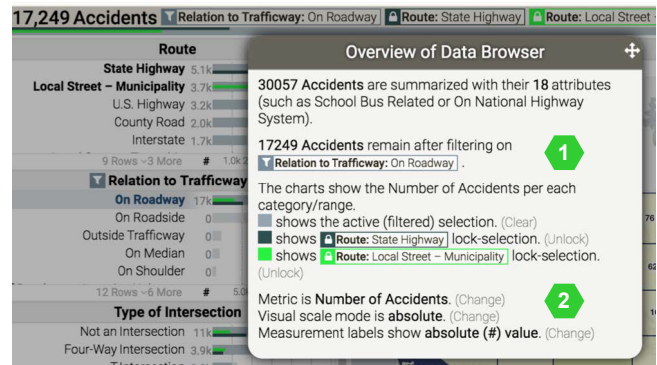 17,249 Accidents Relation to Trafficway: On Roadway Route: State Highway Route: Local Street -
Route
State Highway 5.1k
Local Street – Municipality 3.7k
U.S. Highway 3.2k
County Road 2.0k
Interstate 1.7k
9 Rows ~3 More # 1.0k 2
Relation to Trafficway
On Roadway 17k
On Roadside 0
Outside Trafficway 0
On Median 0
On Shoulder 0
12 Rows ~6 More # 5.0
Type of Intersection
Not an Intersection 11k
Four-Way Intersection 3.9k
Overview of Data Browser
30057 Accidents are summarized with their 18 attributes
(such as School Bus Related or On National Highway
System).
17249 Accidents remain after filtering on
Relation to Trafficway: On Roadway .
1
The charts show the Number of Accidents per each
category/range.
shows the active (filtered) selection. (Clear)
shows Route: State Highway lock-selection. (Unlock)
shows Route: Local Street – Municipality lock-selection.
(Unlock)
Metric is Number of Accidents. (Change)
Visual scale mode is absolute. (Change)
Measurement labels show absolute (#) value. (Change)
2
76
62